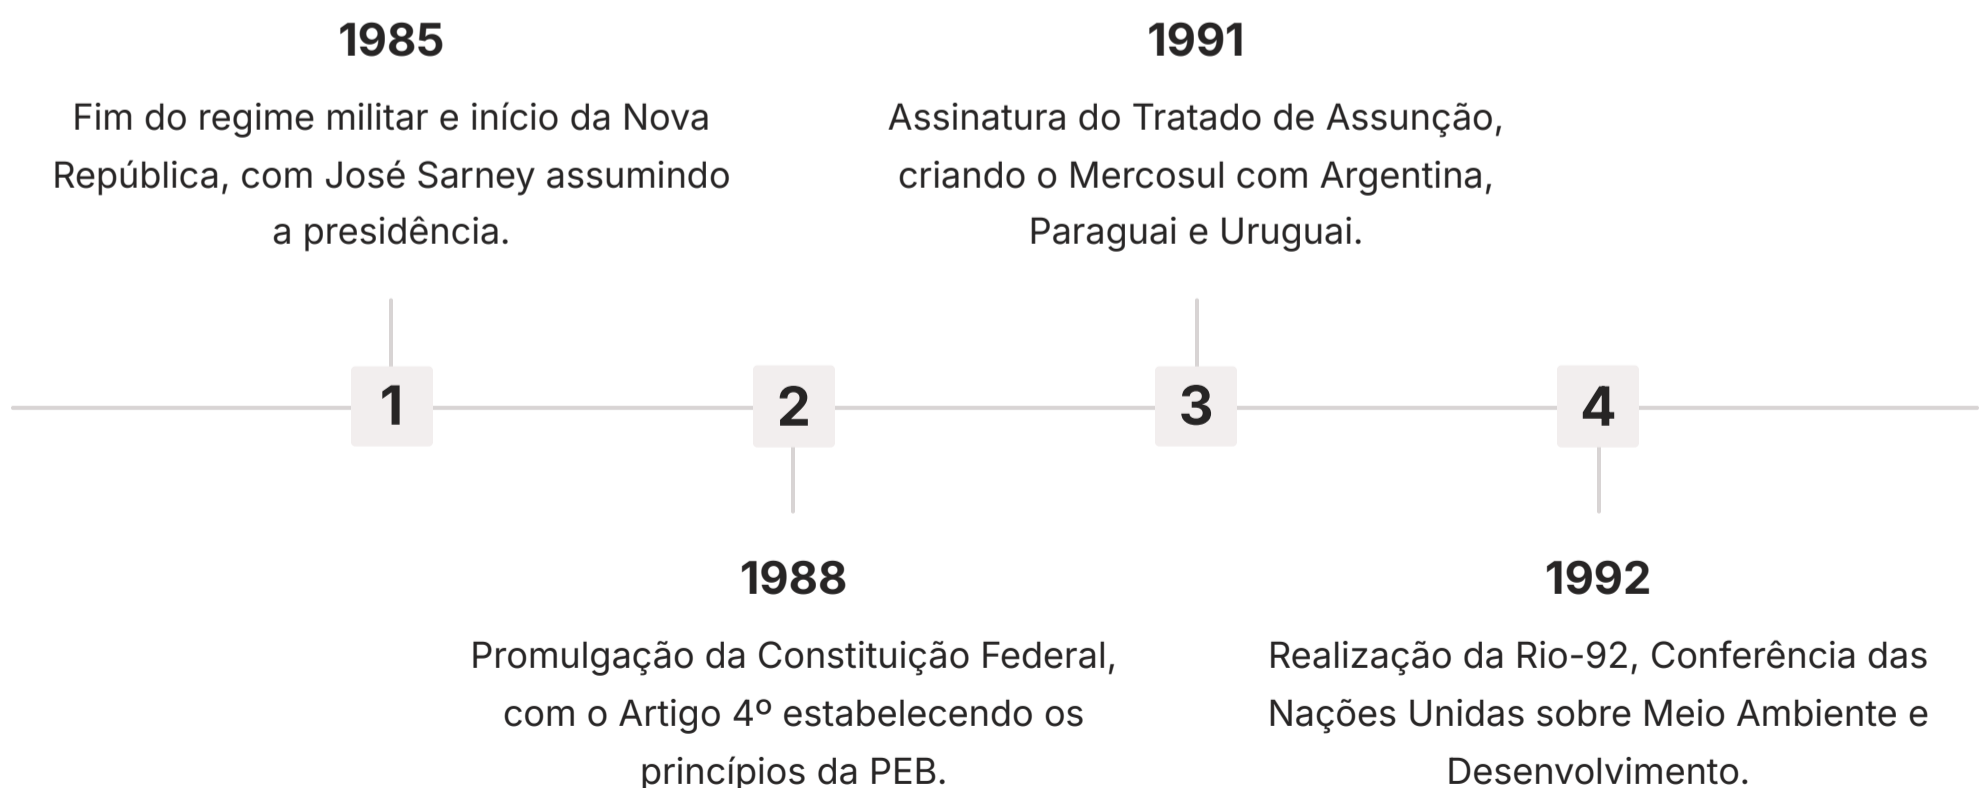 1985
Fim do regime militar e início da Nova
República, com José Sarney assumindo
a presidência.
1991
Assinatura do Tratado de Assunção,
criando o Mercosul com Argentina,
Paraguai e Uruguai.
1
2
3
4
1988
Promulgação da Constituição Federal,
com o Artigo 4º estabelecendo os
princípios da PEB.
1992
Realização da Rio-92, Conferência das
Nações Unidas sobre Meio Ambiente e
Desenvolvimento.